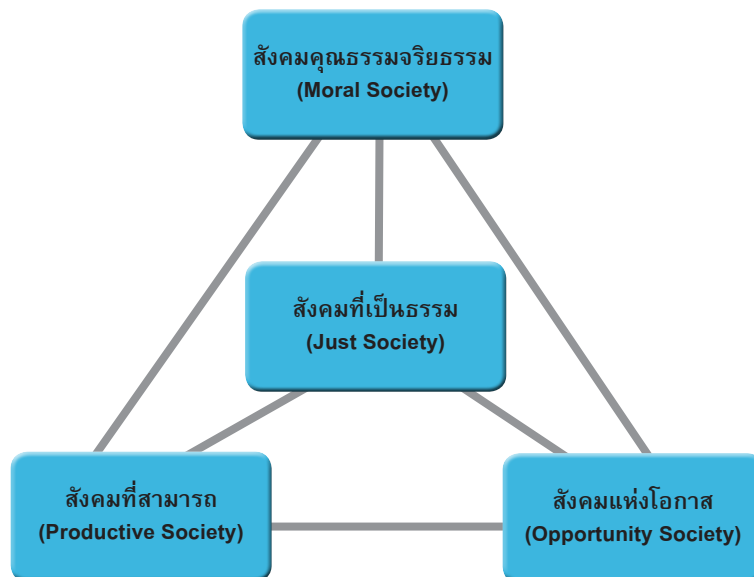 สังคมคุณธรรมจริยธรรม
(Moral Society)
สังคมที่เป็นธรรม
(Just Society)
สังคมที่สามารถ
(Productive Society)
สังคมแห่งโอกาส
(Opportunity Society)